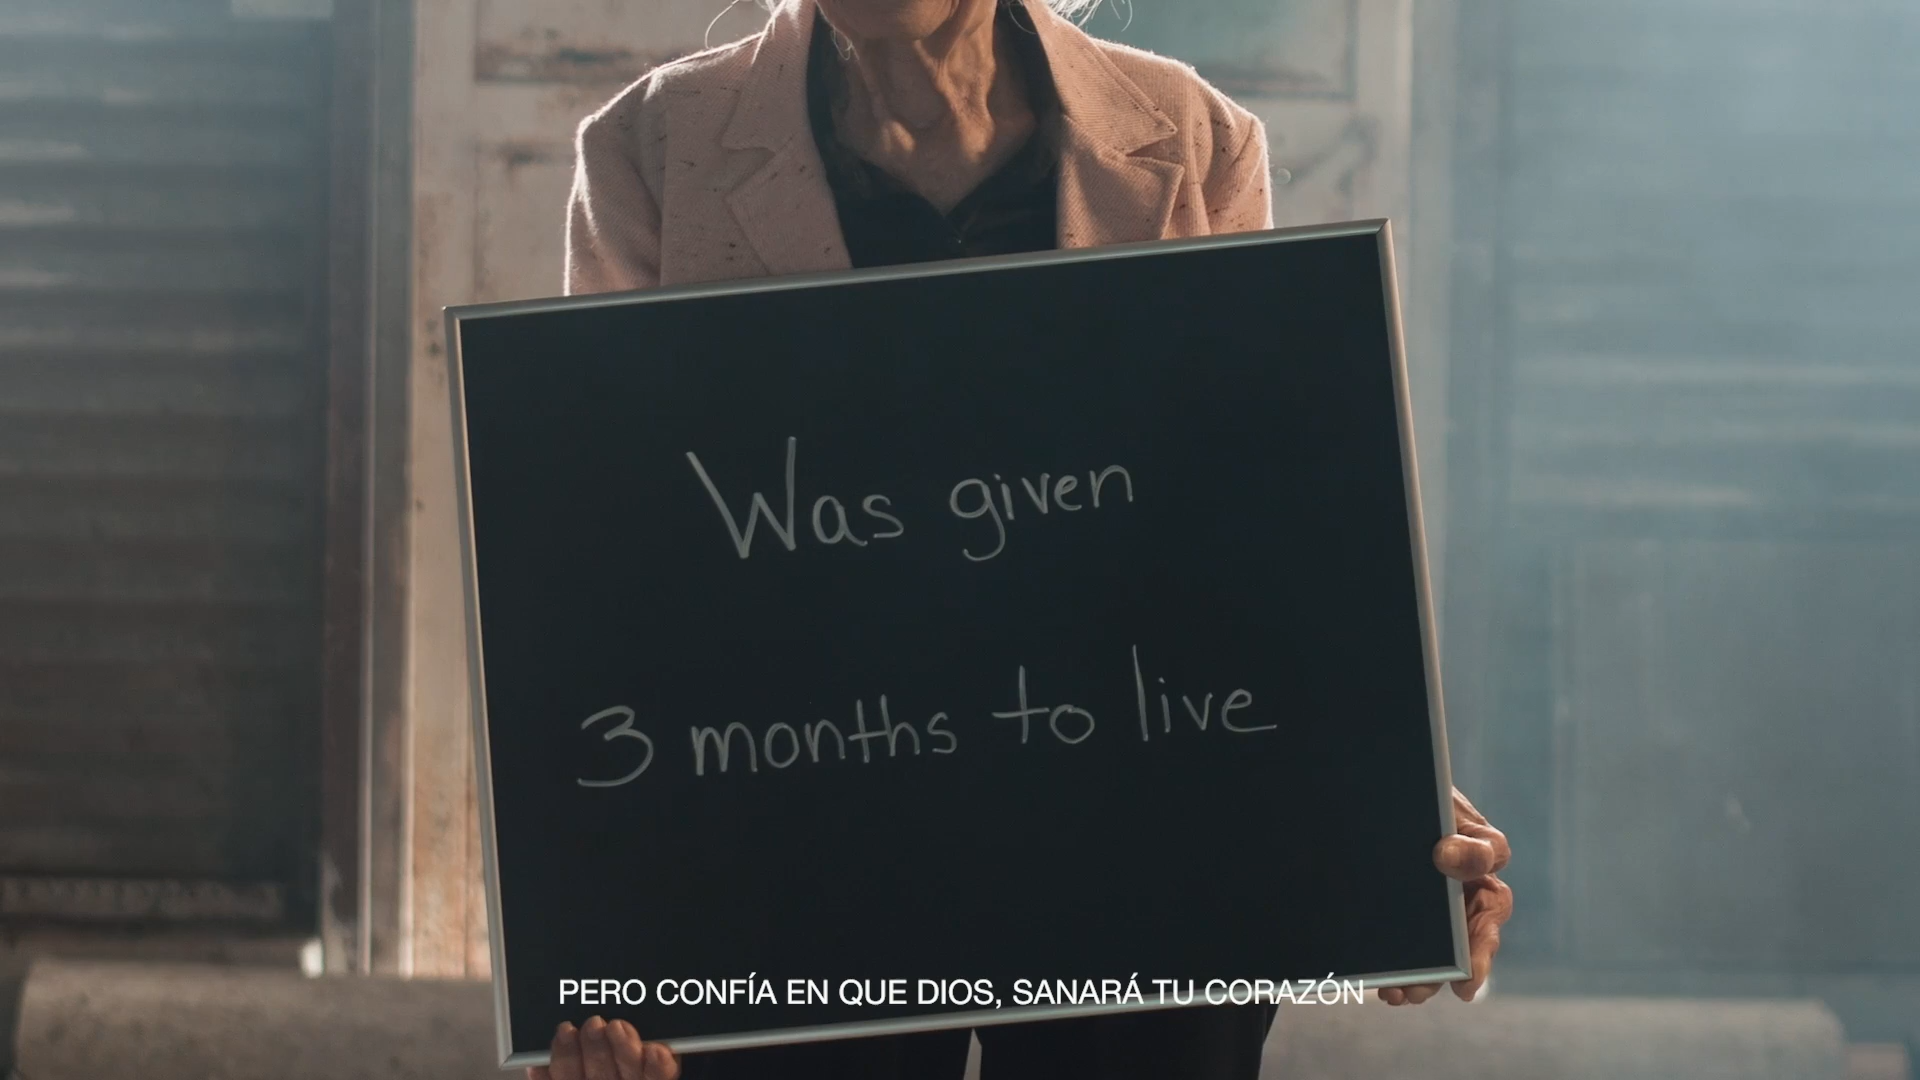 Was given
3 months to live
PERO CONFÍA EN QUE DIOS, SANARÁ TU CORAZÓN